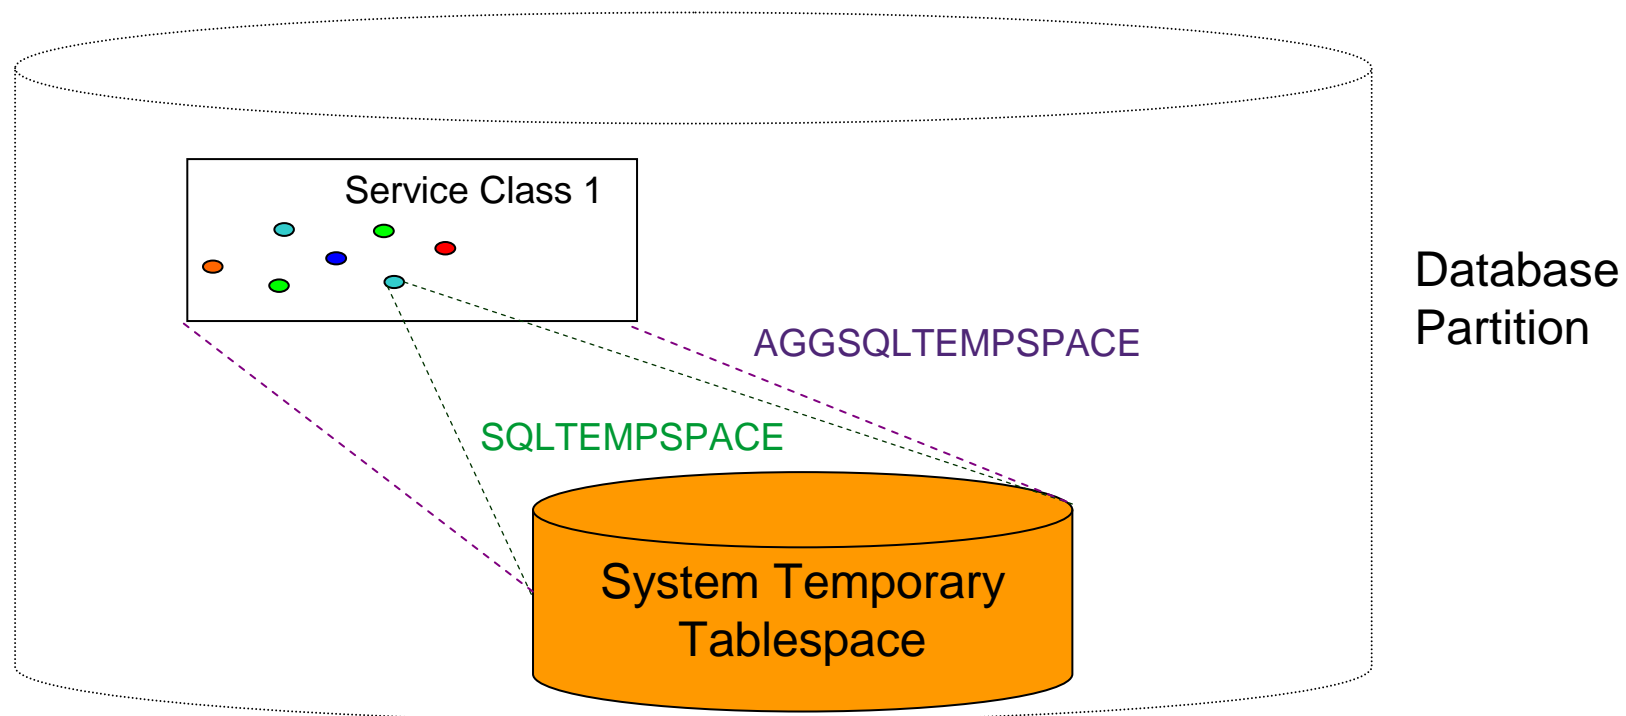 Service Class 1
Database
Partition
AGGSQLTEMPSPACE
SQLTEMPSPACE
System Temporary
Tablespace